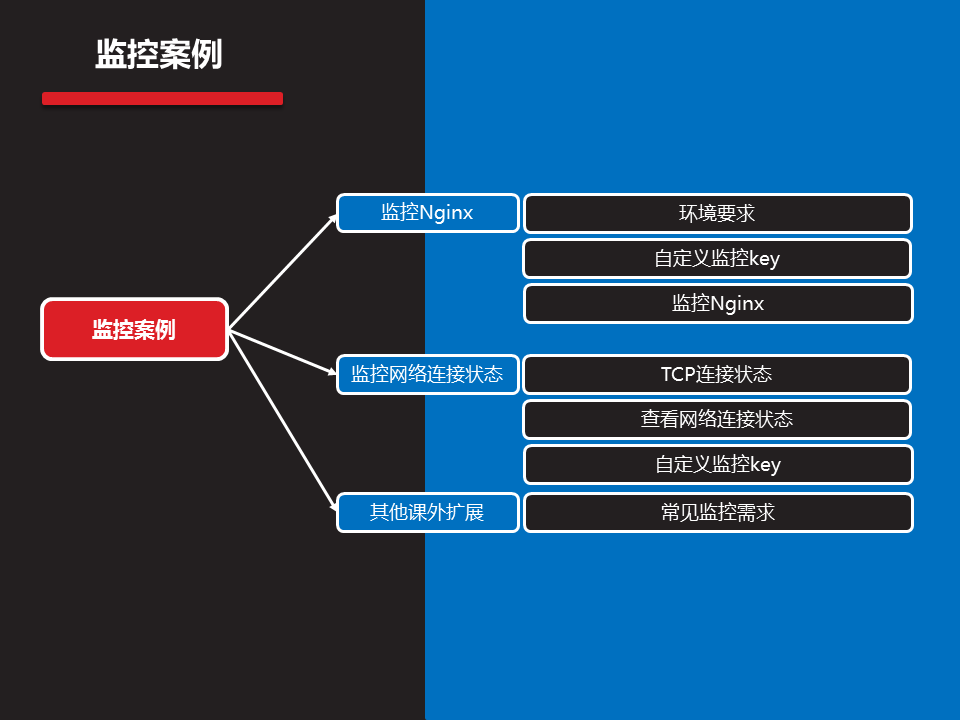 监控案例
监控案例
监控Nginx
环境要求
自定义监控key
监控Nginx
监控网络连接状态
TCP连接状态
查看网络连接状态
自定义监控key
其他课外扩展
常见监控需求